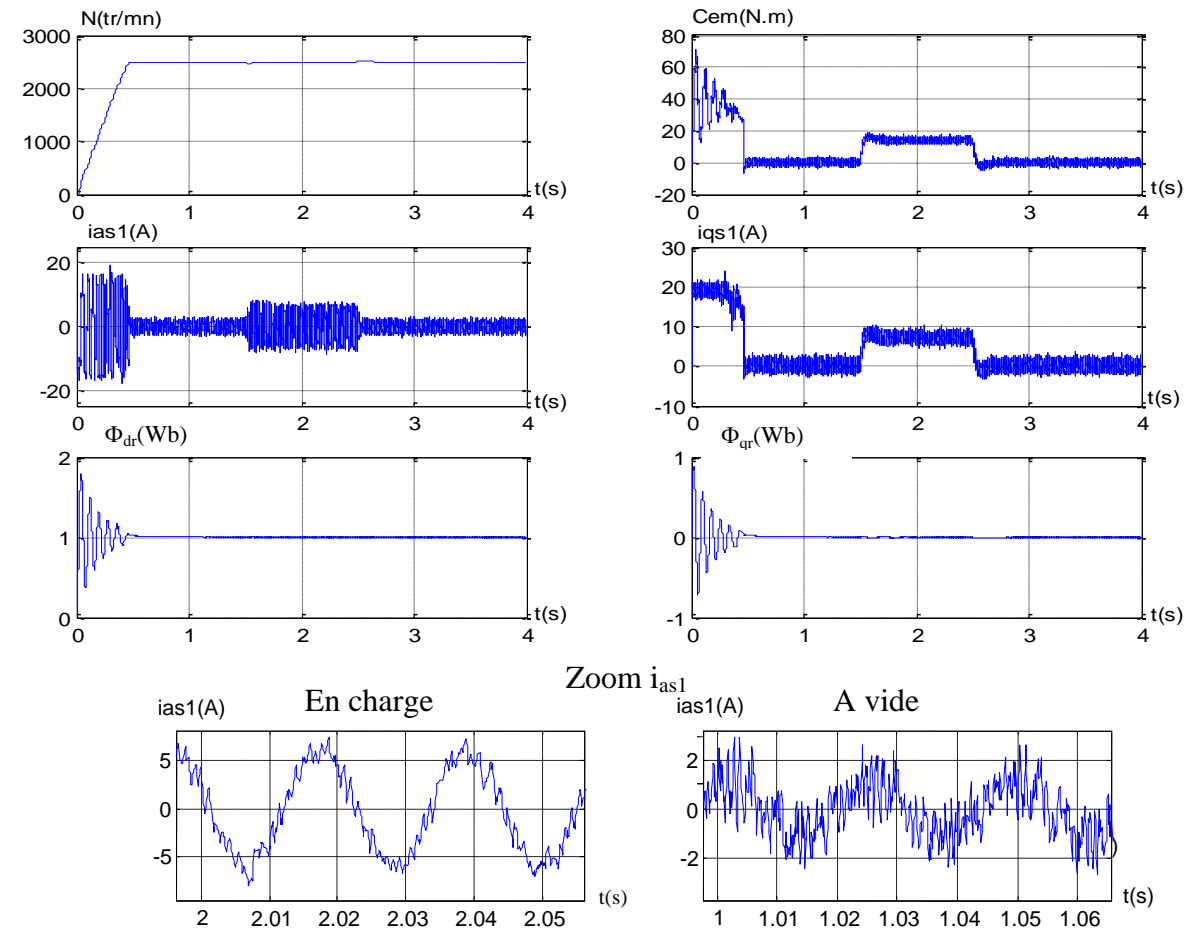 N(tr/mn)
3000
2000
1000
0
0 1 2 3 4
t(s)
Cem(N.m)
80
60
40
20
0
-20
0 1 2 3 4
t(s)
ias1(A)
20
0
-20
0 1 2 3 4
t(s)
iqs1(A)
30
20
10
0
-10
0 1 2 3 4
t(s)
Φdr(Wb)
2
1
0
0 1 2 3 4
t(s)
Φqr(Wb)
1
0
-1
0 1 2 3 4
t(s)
Zoom ias1
En charge
ias1(A)
5
0
-5
2 2.01 2.02 2.03 2.04 2.05
t(s)
A vide
ias1(A)
2
0
-2
)
1 1.01 1.02 1.03 1.04 1.05 1.06
t(s)